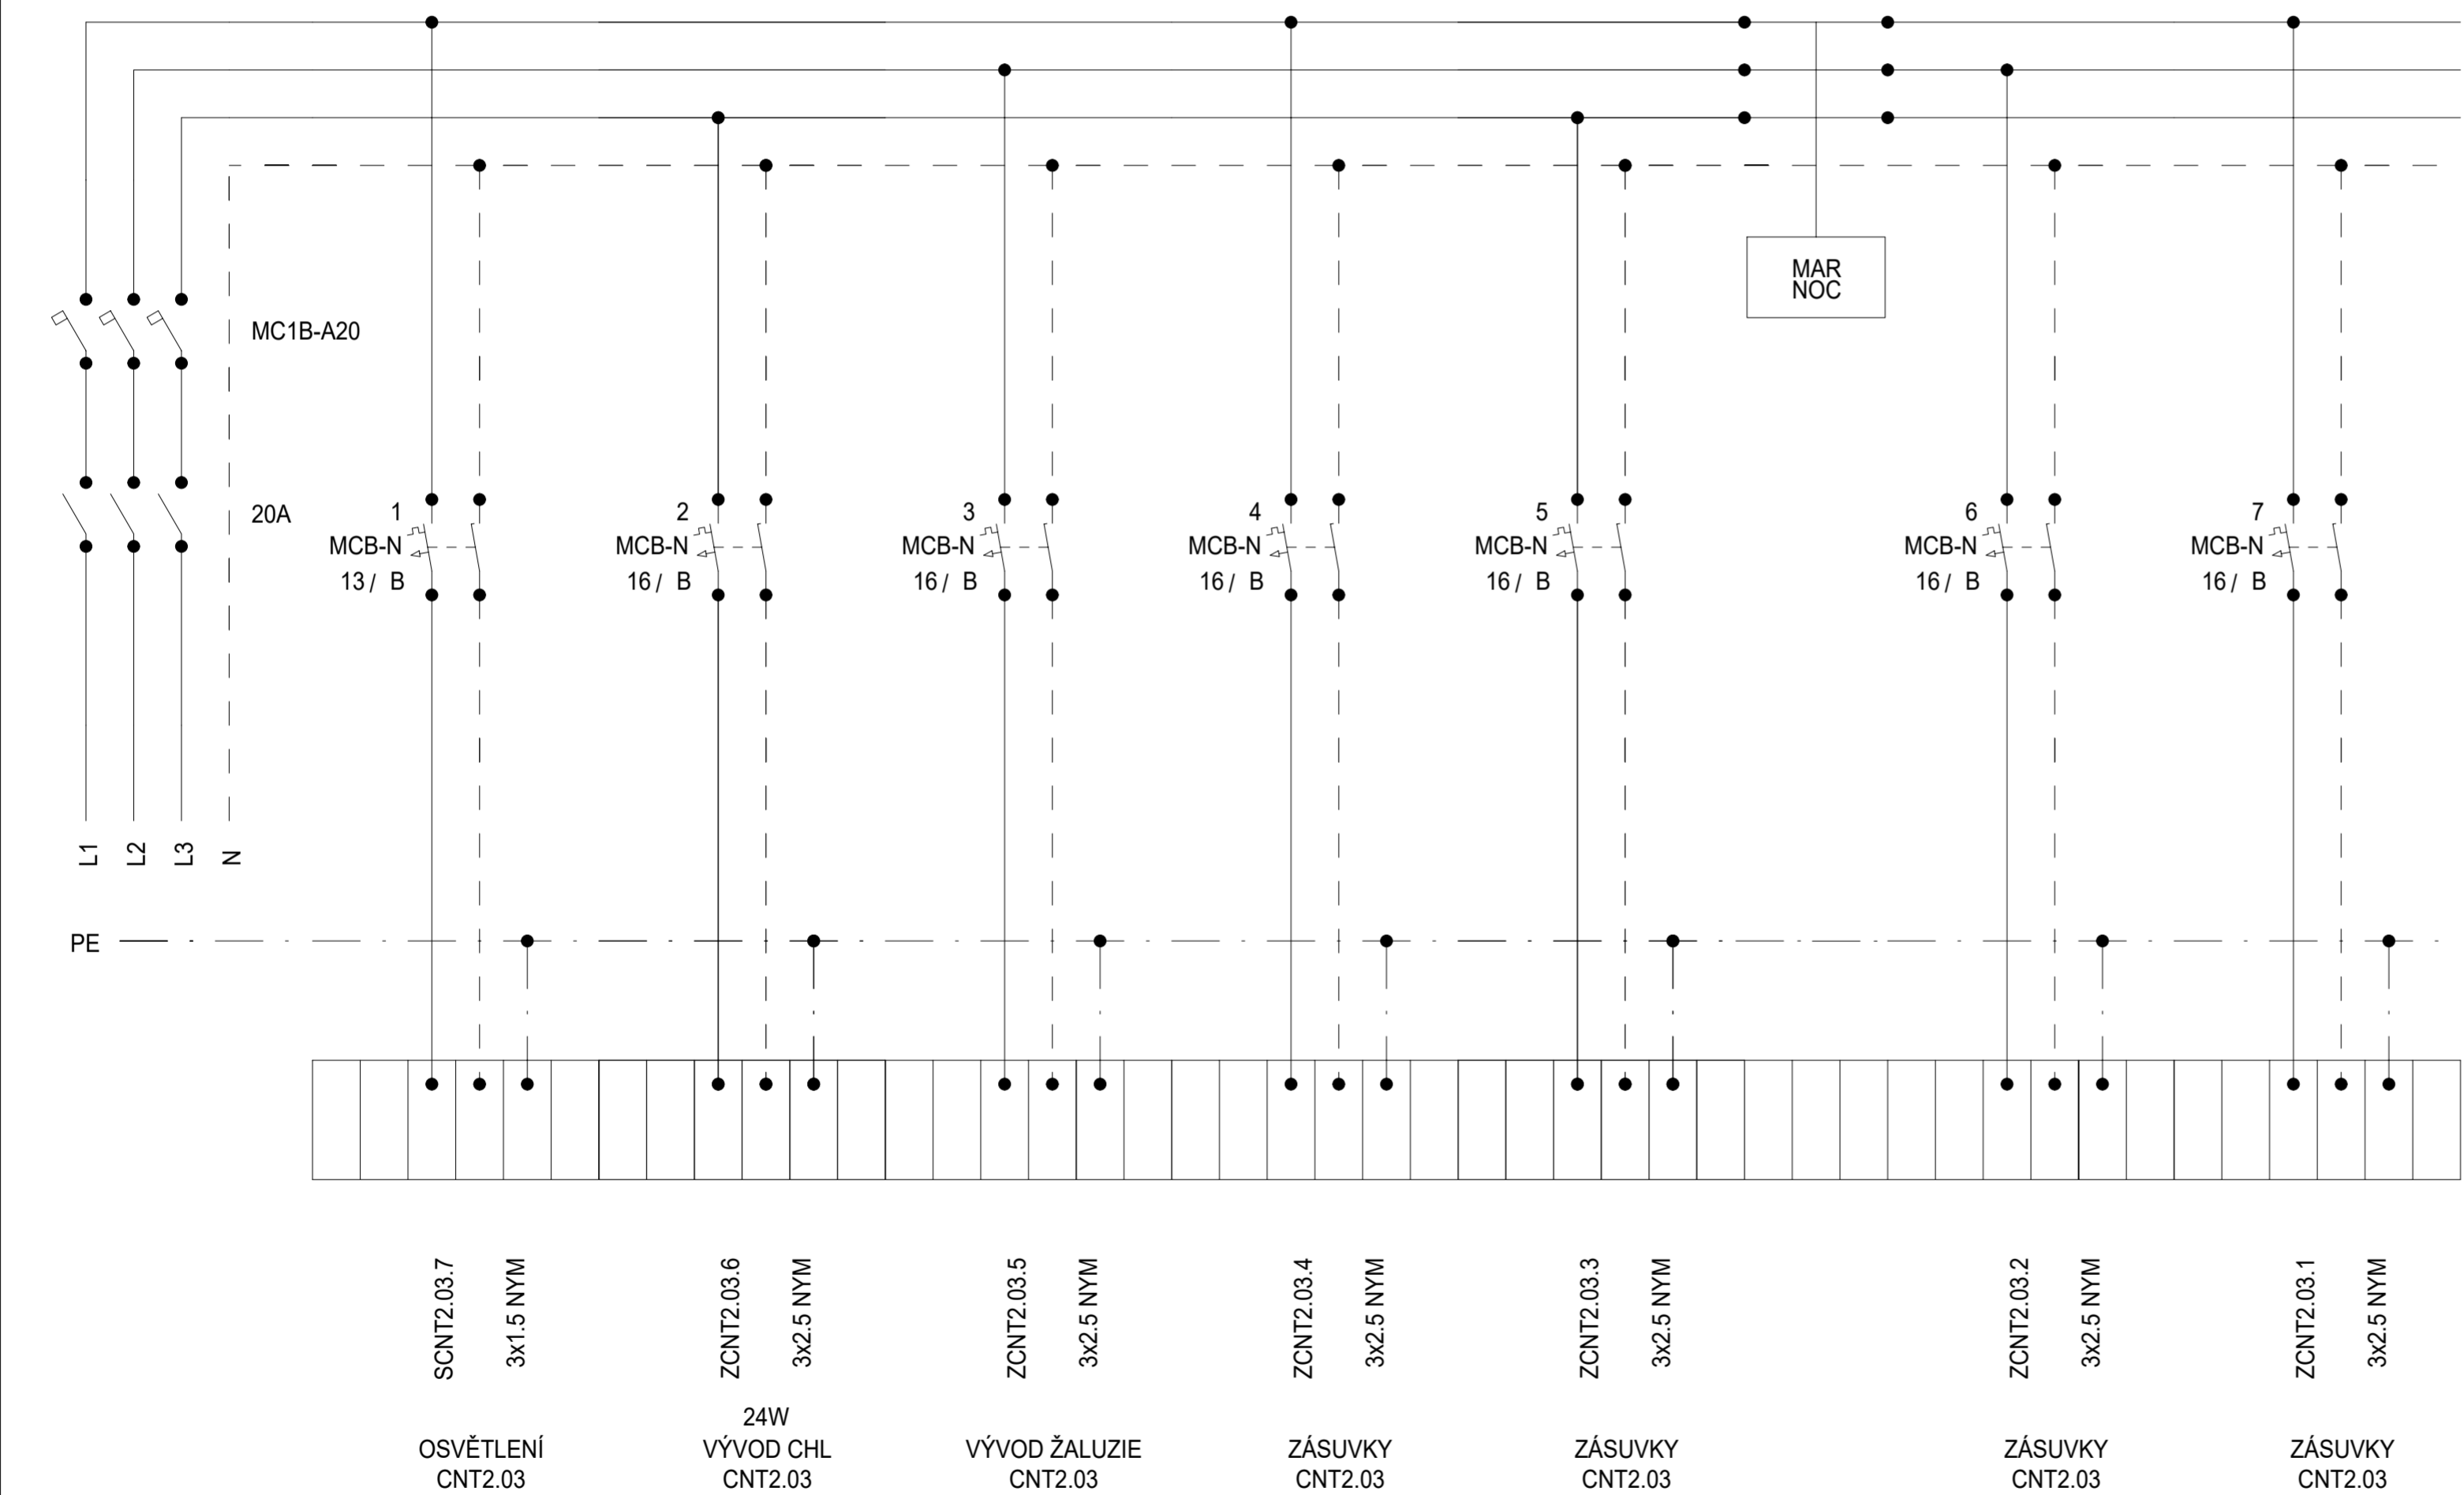 MAR
NOC
MC1B-A20
20A
1
MCB-N
13 / B
2
MCB-N
16 / B
3
MCB-N
16 / B
4
MCB-N
16 / B
5
MCB-N
16 / B
6
MCB-N
16 / B
7
MCB-N
16 / B
L1
L2
L3
N
PE
SCNT2.03.7
3x1.5 NYM
ZCNT2.03.6
3x2.5 NYM
ZCNT2.03.5
3x2.5 NYM
ZCNT2.03.4
3x2.5 NYM
ZCNT2.03.3
3x2.5 NYM
ZCNT2.03.2
3x2.5 NYM
ZCNT2.03.1
3x2.5 NYM
OSVĚTLENÍ
CNT2.03
24W
VÝVOD CHL
CNT2.03
VÝVOD ŽALUZIE
CNT2.03
ZÁSUVKY
CNT2.03
ZÁSUVKY
CNT2.03
ZÁSUVKY
CNT2.03
ZÁSUVKY
CNT2.03